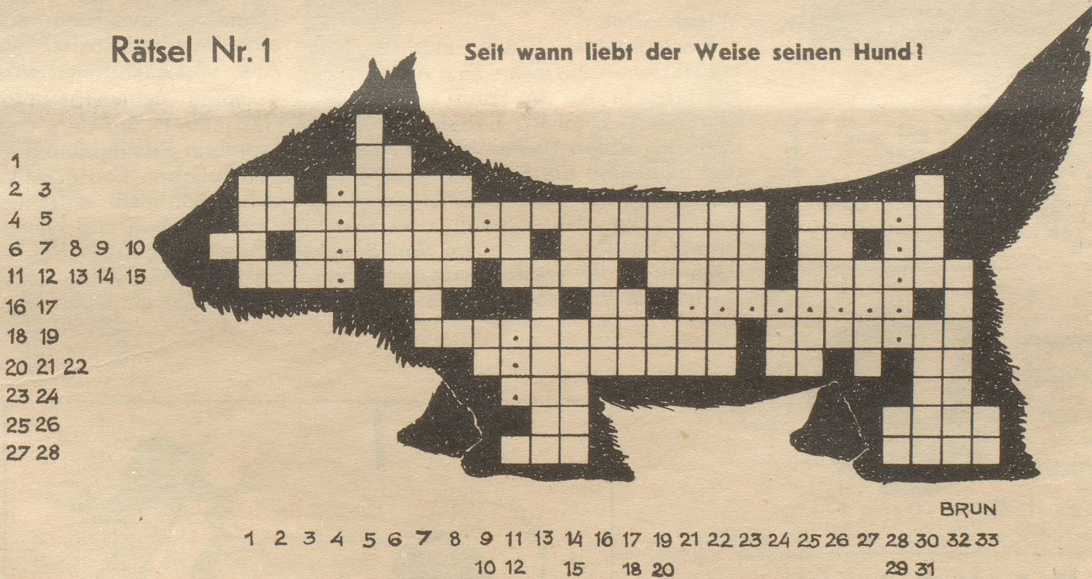 Rätsel Nr. 1
Seit wann liebt der Weise seinen Hund?
1
2 3
4 5
6 7 8 9 10
11 12 13 14 15
16 17
18 19
20 21 22
23 24
25 26
27 28
BRUN
1 2 3 4 5 6 7 8 9 11 13 14 16 17 19 21 22 23 24 25 26 27 28 30 32 33
10 12 15 18 20 29 31